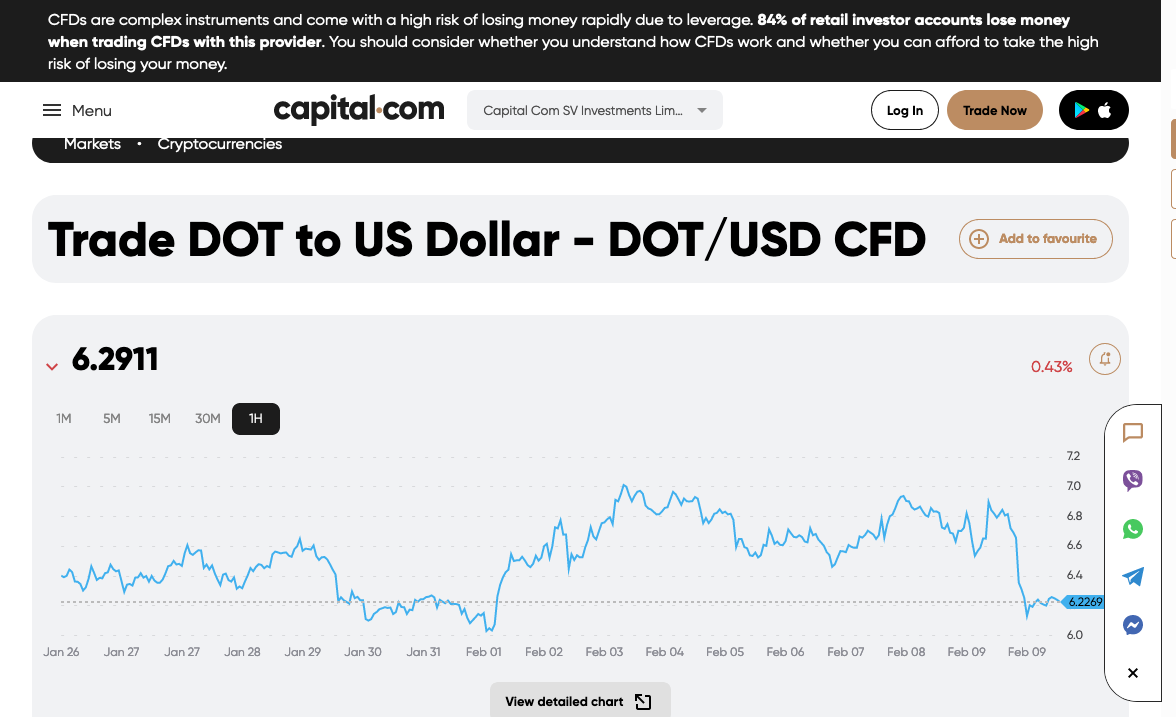 CFDs are complex instruments and come with a high risk of losing money rapidly due to leverage. 84% of retail investor accounts lose money
when trading CFDs with this provider. You should consider whether you understand how CFDs work and whether you can afford to take the high
risk of losing your money.
Menu
capital.com
Capital Com SV Investments Lim...
Log In
Trade Now
Markets • Cryptocurrencies
Trade DOT to US Dollar - DOT/USD CFD
Add to favourite
6.2911
0.43%
1M 5M 15M 30M 1H
7.2
7.0
6.8
6.6
6.4
6.2269
6.0
Jan 26 Jan 27 Jan 27 Jan 28 Jan 29 Jan 30 Jan 31 Feb 01 Feb 02 Feb 03 Feb 04 Feb 05 Feb 06 Feb 07 Feb 08 Feb 09 Feb 09
View detailed chart